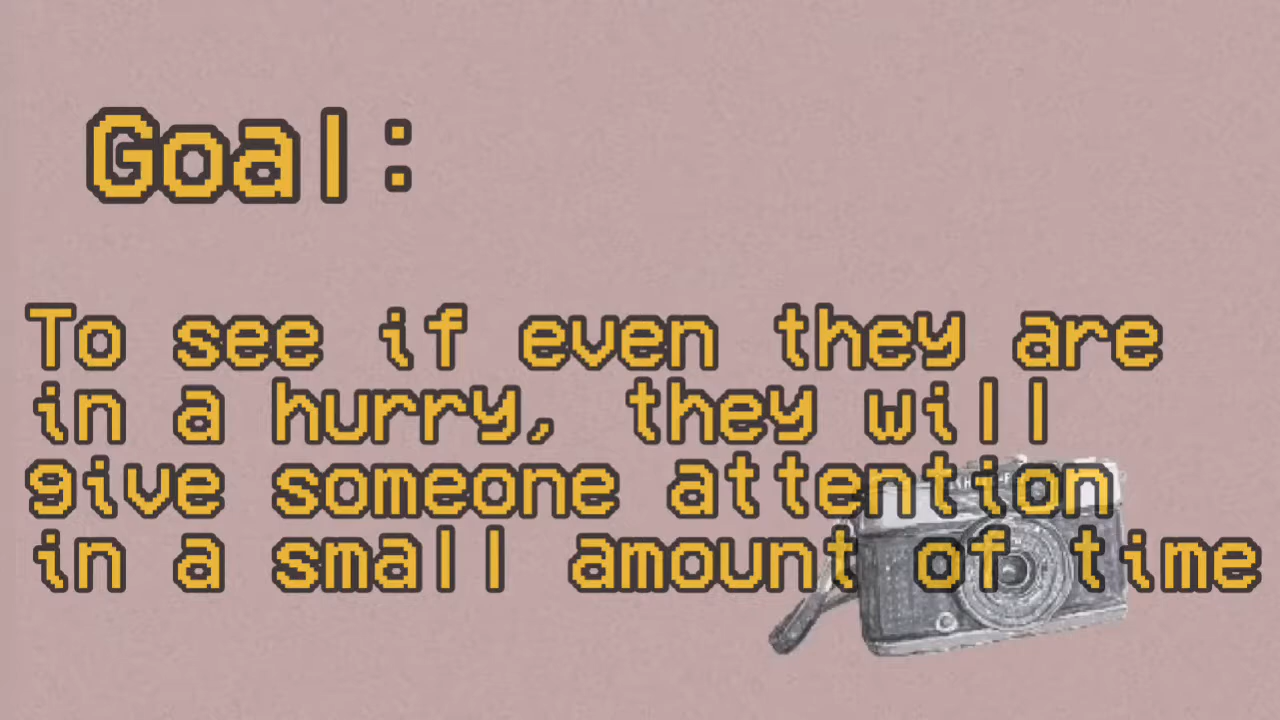 Goal:
To see if even they are
in a hurry, they will
give someone attention
in a small amount of time